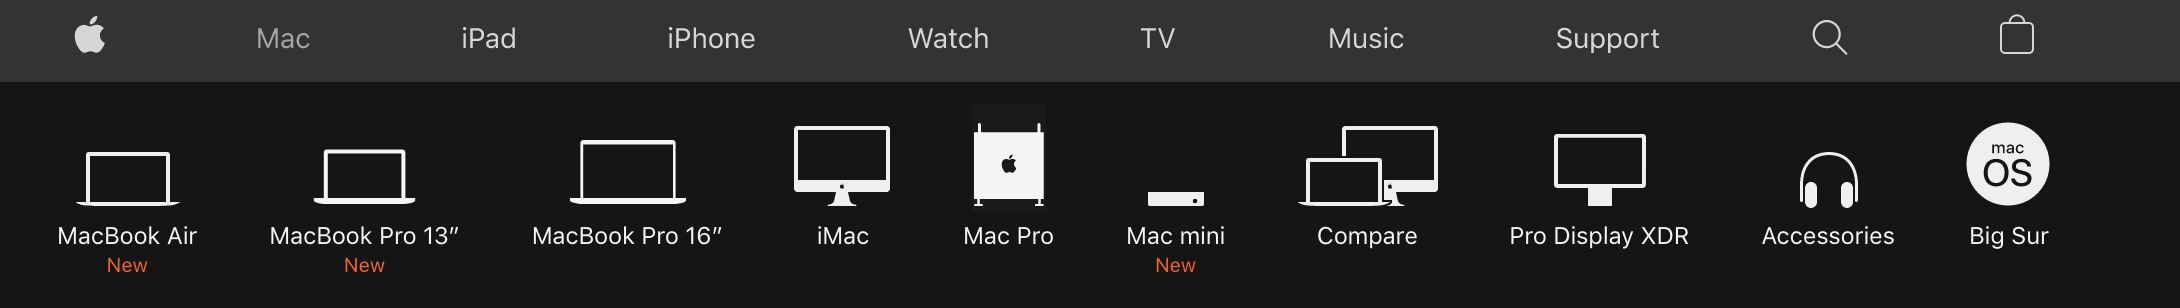 Mac iPad iPhone Watch TV Music Support
mac
OS
MacBook Air MacBook Pro 13” MacBook Pro 16” iMac Mac Pro Mac mini Compare Pro Display XDR Accessories Big Sur
New New New